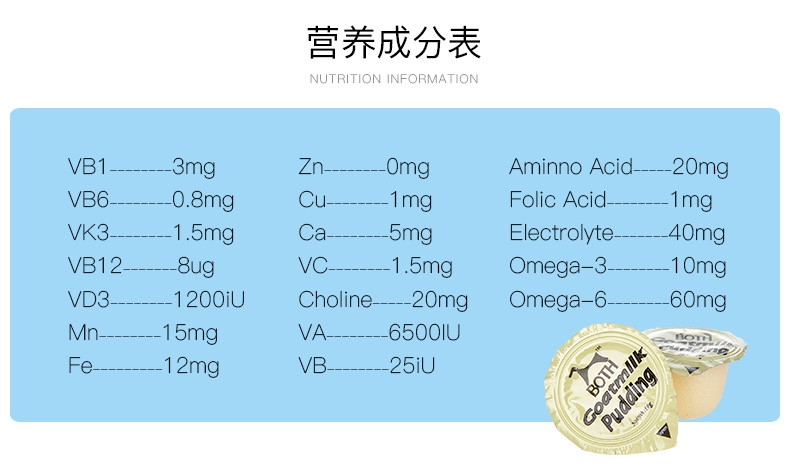 营养成分表
NUTRITION INFORMATION
VB1---------3mg
VB6---------0.8mg
VK3---------1.5mg
VB12--------8ug
VD3---------1200iU
Mn---------15mg
Fe----------12mg
Zn---------0mg
Cu---------1mg
Ca---------5mg
VC---------1.5mg
Choline-----20mg
VA---------6500IU
VB---------25iU
Aminno Acid-----20mg
Folic Acid---------1mg
Electrolyte--------40mg
Omega-3---------10mg
Omega-6---------60mg
BOTH
Goatmilk
Pudding
BOTH
Pudding